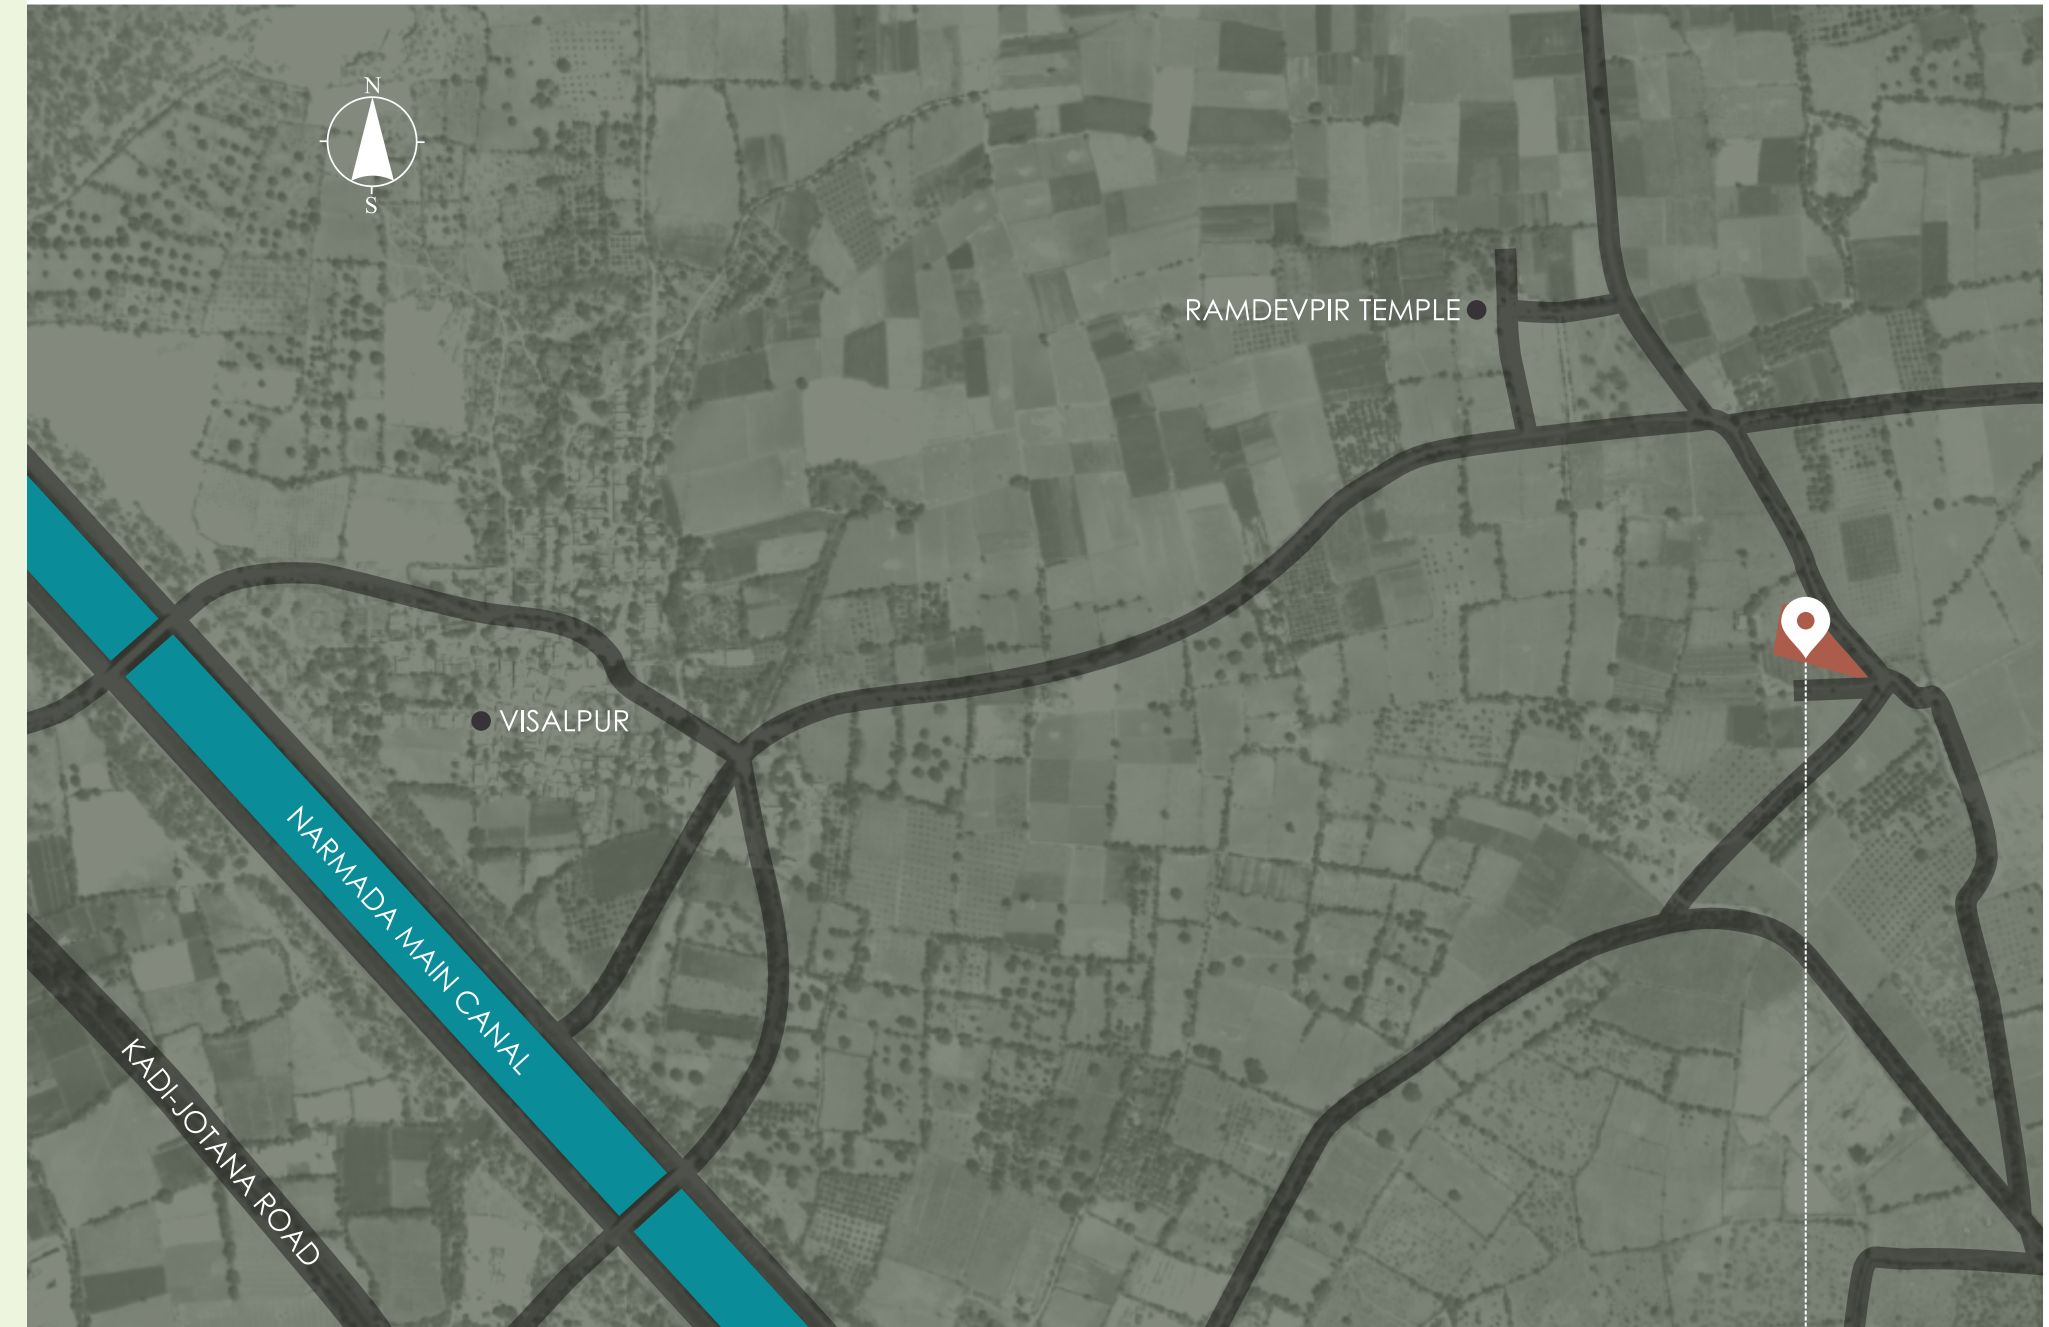 N
S
RAMDEVPIR TEMPLE
VISALPUR
NARMADA MAIN CANAL
KADI-JOTANA ROAD